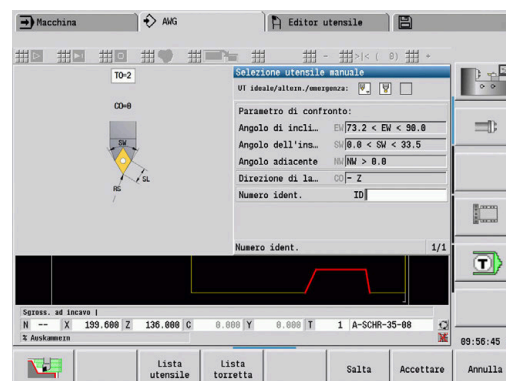 Macchina AWG Editor utensile
TO=2
CO=0
SW
SL
RS
Selezione utensile manuale
UT ideale/altern./emergenza:
Parametro di confronto:
Angolo di incli… EW 73.2 < EW < 90.0
Angolo dell'ins… SW 0.0 < SW < 33.5
Angolo adiacente NW NW > 0.0
Direzione di la… CO - Z
Numero ident. ID
Numero ident. 1/1
Sgross. ad incavo |
N -- X 199.600 Z 136.000 C 0.000 Y 0.000 T 1 A-SCHR-35-08
% Auskammern
09:56:45
Lista utensile
Lista torretta
Salta
Accettare
Annulla
T